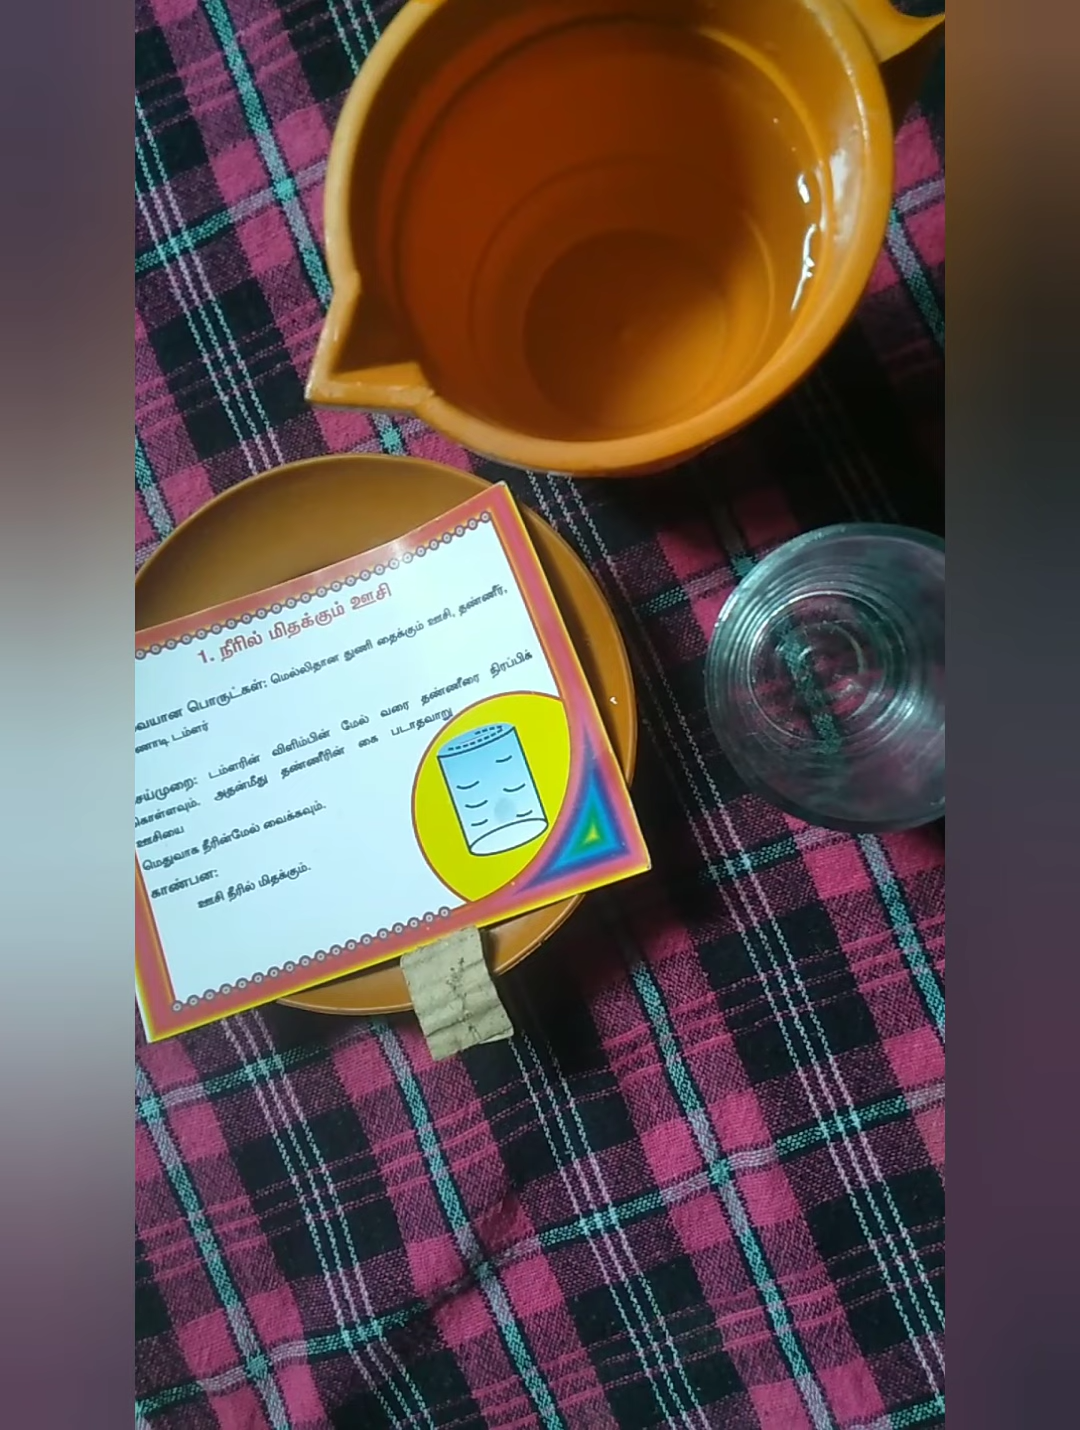 1. நீரில் மிதக்கும் ஊசி
வையான பொருட்கள்: மெல்லிதான துணி தைக்கும் ஊசி, தண்ணீர்,
ணாடி டம்ளர்
சய்முறை: டம்ளரின் விளிம்பின் மேல் வரை தண்ணீரை நிரப்பிக்
கொள்ளவும். அதன்மீது தண்ணீரின் கை படாதவாறு
ஊசியை
மெதுவாக நீரின்மேல் வைக்கவும்.
காண்பன:
ஊசி நீரில் மிதக்கும்.